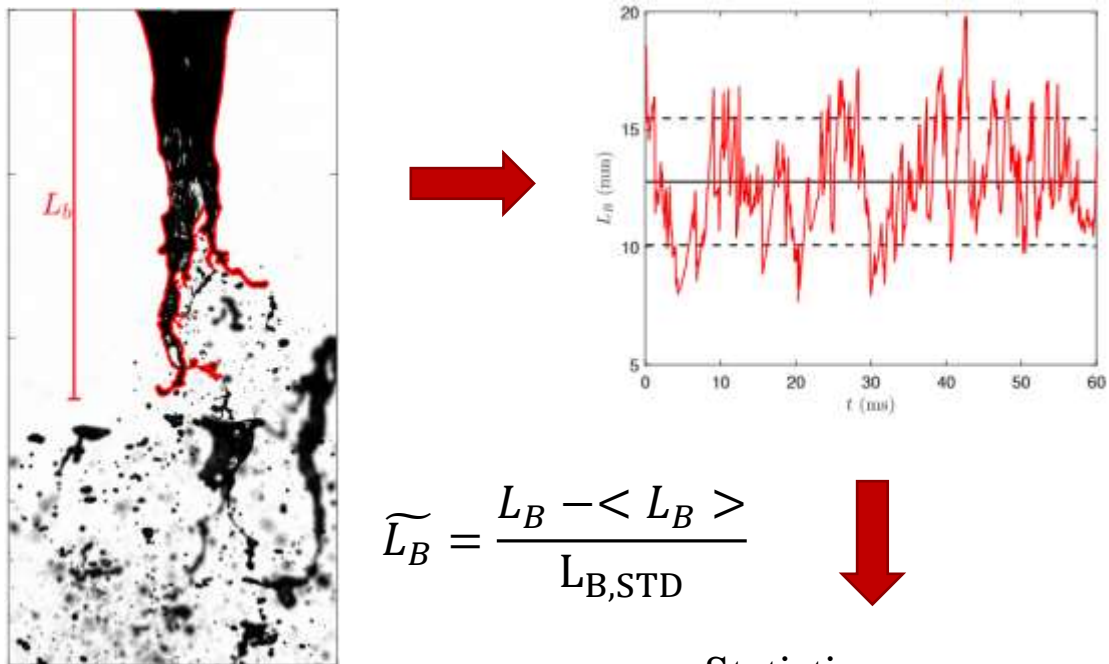 L_b
20
15
10
5
L_B (mm)
0 10 20 30 40 50 60
t (ms)
\widetilde{L_B} = \frac{L_B - < L_B >}{L_{B,STD}}